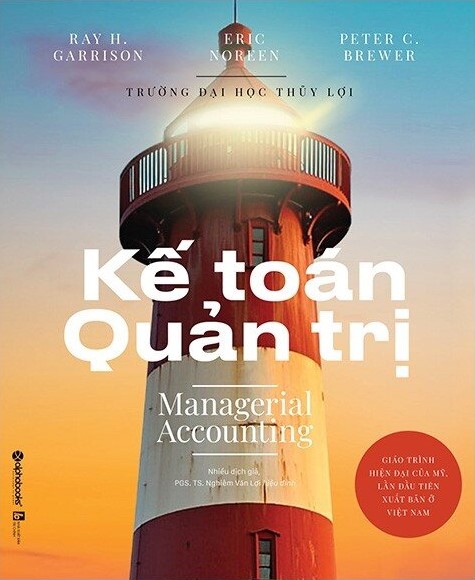 RAY H. GARRISON
ERIC NOREEN
PETER C. BREWER
TRƯỜNG ĐẠI HỌC THỦY LỢI
Kế toán
Quản trị
Managerial
Accounting
Nhiều dịch giả,
PGS. TS. Nghiêm Văn Lợi hiệu đính
GIÁO TRÌNH
HIỆN ĐẠI CỦA MỸ,
LẦN ĐẦU TIÊN
XUẤT BẢN Ở
VIỆT NAM
alphabooks